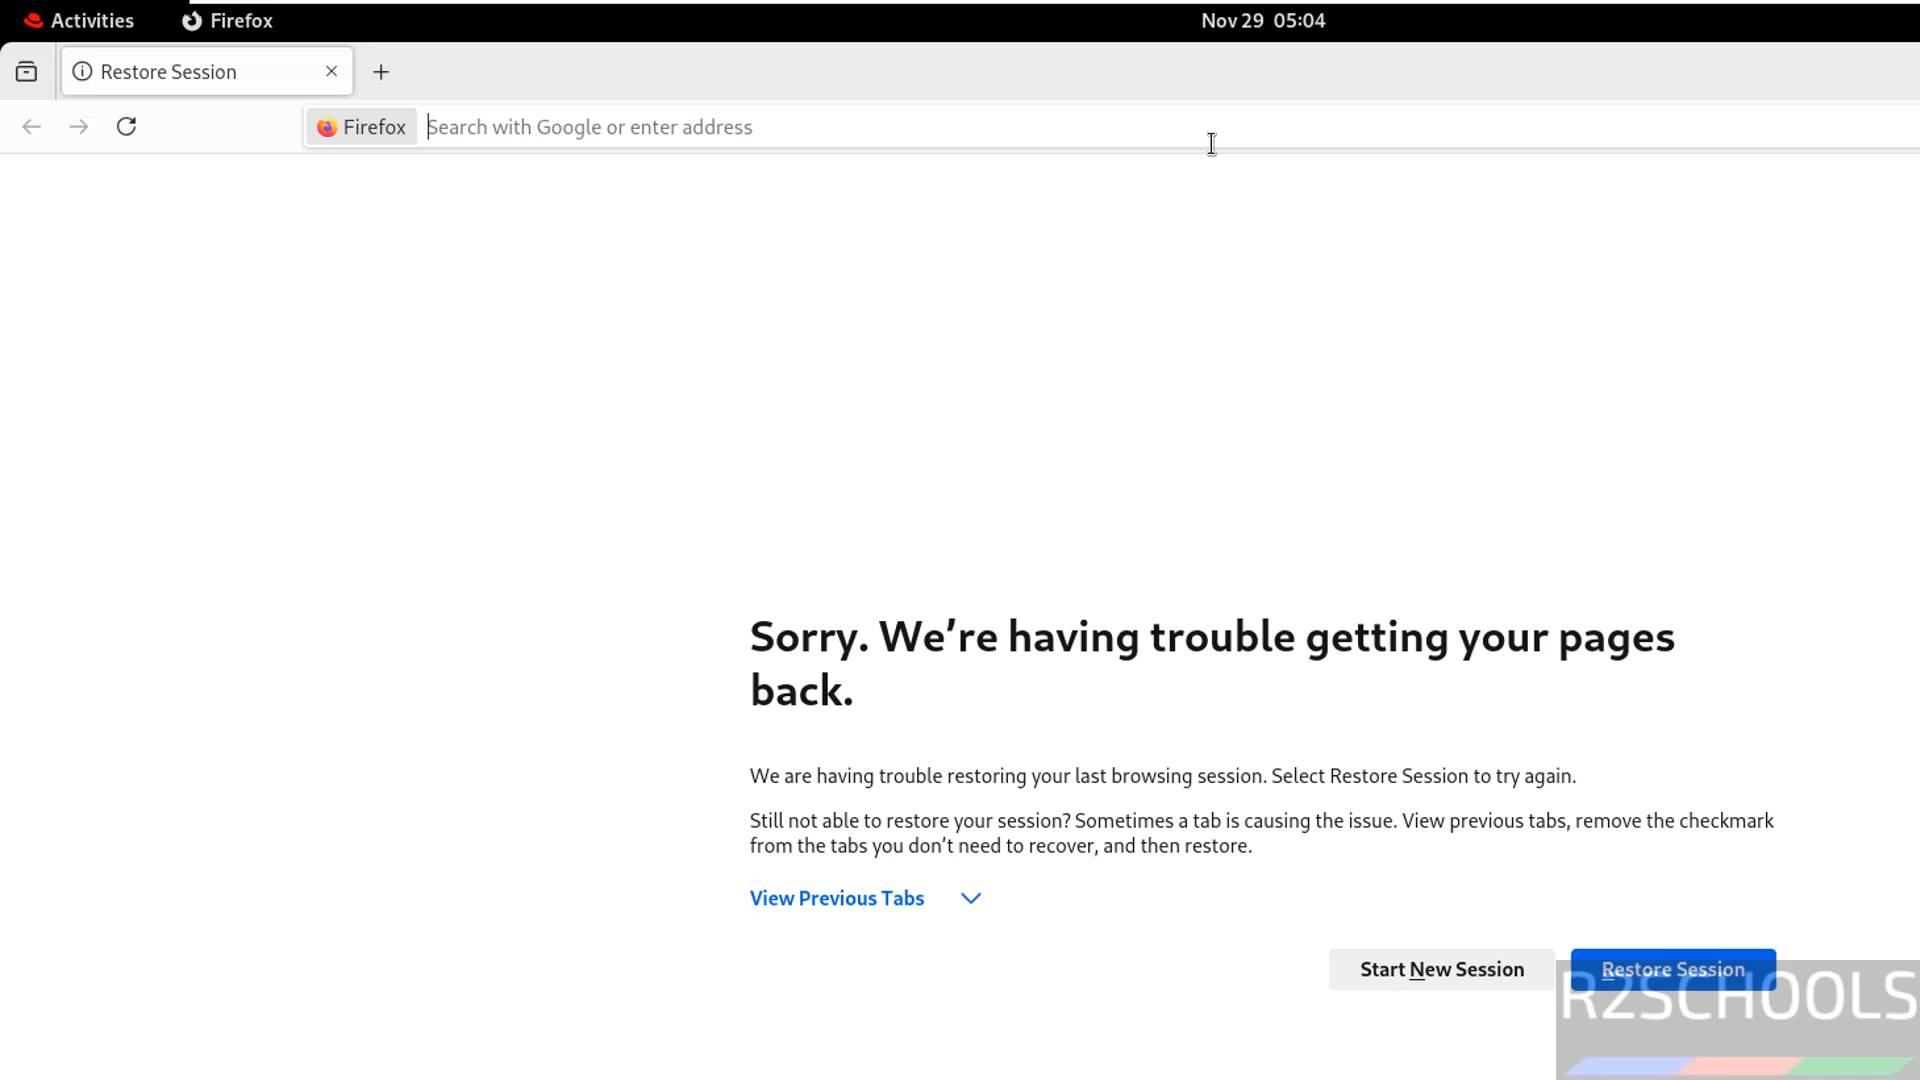 Activities Firefox Nov 29 05:04
Restore Session
Firefox Search with Google or enter address
Sorry. We’re having trouble getting your pages
back.
We are having trouble restoring your last browsing session. Select Restore Session to try again.
Still not able to restore your session? Sometimes a tab is causing the issue. View previous tabs, remove the checkmark
from the tabs you don’t need to recover, and then restore.
View Previous Tabs
Start New Session Restore Session
R2SCHOOLS